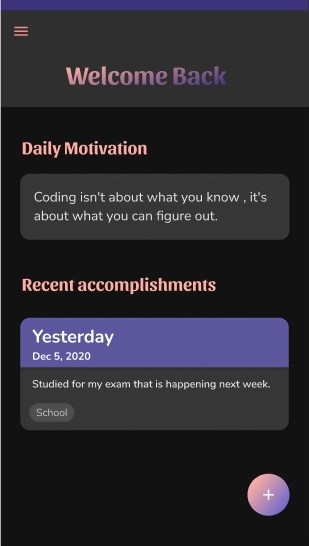 Welcome Back
Daily Motivation
Coding isn't about what you know , it's
about what you can figure out.
Recent accomplishments
Yesterday
Dec 5, 2020
Studied for my exam that is happening next week.
School
+